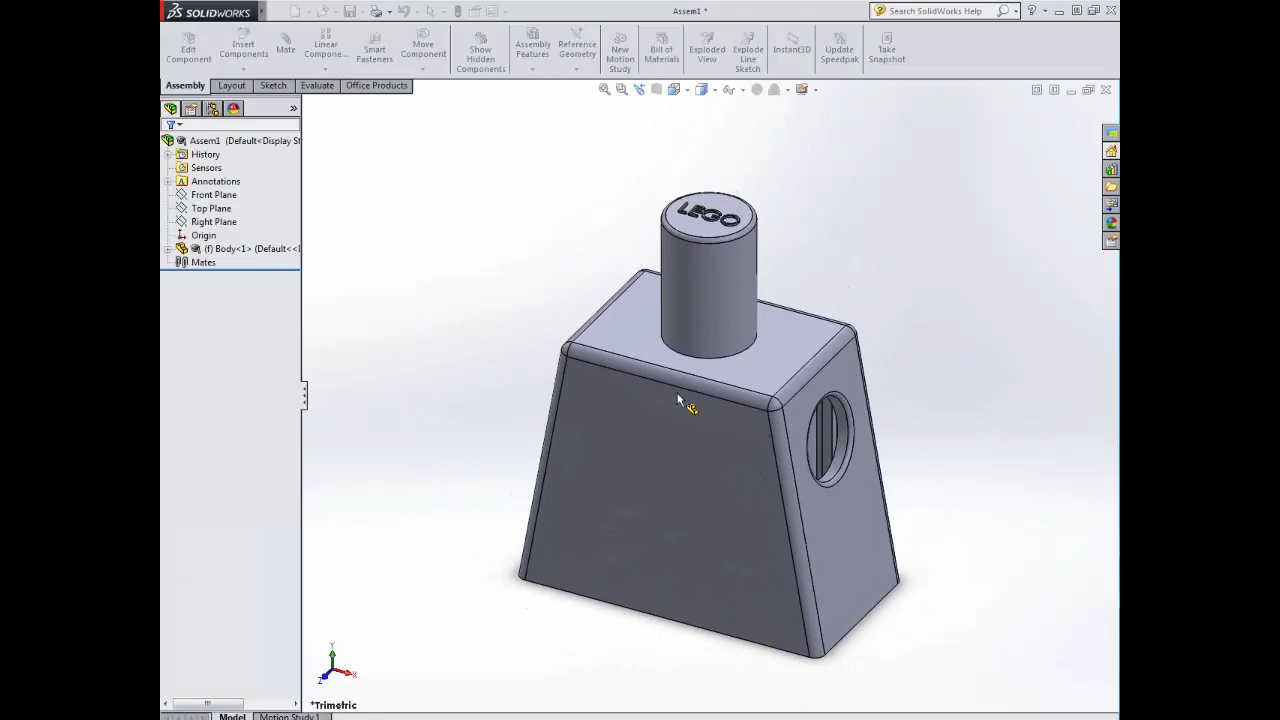 SOLIDWORKS
Assem1 *
Search SolidWorks Help
Edit Component
Insert Components
Mate
Linear Compone...
Smart Fasteners
Move Component
Show Hidden Components
Assembly Features
Reference Geometry
New Motion Study
Bill of Materials
Exploded View
Explode Line Sketch
Instant3D
Update Speedpak
Take Snapshot
Assembly
Layout
Sketch
Evaluate
Office Products
Assem1 (Default<Display St
History
Sensors
Annotations
Front Plane
Top Plane
Right Plane
Origin
(f) Body<1> (Default<<
Mates
LEGO
Y
X
Z
*Trimetric
Model
Motion Study 1